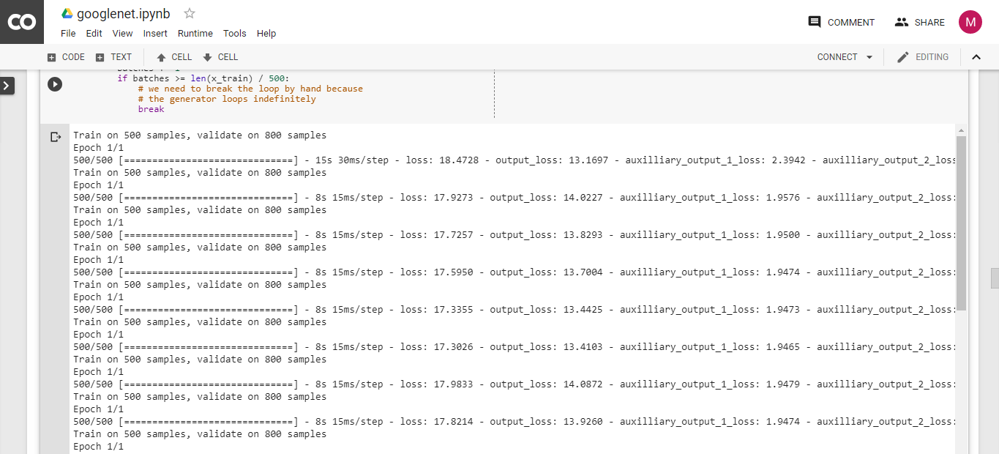 CO
googlenet.ipynb
File Edit View Insert Runtime Tools Help
COMMENT SHARE M
CODE TEXT CELL CELL CONNECT EDITING
if batches >= len(x_train) / 500:
# we need to break the loop by hand because
# the generator loops indefinitely
break
Train on 500 samples, validate on 800 samples
Epoch 1/1
500/500 [==============================] - 15s 30ms/step - loss: 18.4728 - output_loss: 13.1697 - auxilliary_output_1_loss: 2.3942 - auxilliary_output_2_loss
Train on 500 samples, validate on 800 samples
Epoch 1/1
500/500 [==============================] - 8s 15ms/step - loss: 17.9273 - output_loss: 14.0227 - auxilliary_output_1_loss: 1.9576 - auxilliary_output_2_loss:
Train on 500 samples, validate on 800 samples
Epoch 1/1
500/500 [==============================] - 8s 15ms/step - loss: 17.7257 - output_loss: 13.8293 - auxilliary_output_1_loss: 1.9500 - auxilliary_output_2_loss:
Train on 500 samples, validate on 800 samples
Epoch 1/1
500/500 [==============================] - 8s 15ms/step - loss: 17.5950 - output_loss: 13.7004 - auxilliary_output_1_loss: 1.9474 - auxilliary_output_2_loss:
Train on 500 samples, validate on 800 samples
Epoch 1/1
500/500 [==============================] - 8s 15ms/step - loss: 17.3355 - output_loss: 13.4425 - auxilliary_output_1_loss: 1.9473 - auxilliary_output_2_loss:
Train on 500 samples, validate on 800 samples
Epoch 1/1
500/500 [==============================] - 8s 15ms/step - loss: 17.3026 - output_loss: 13.4103 - auxilliary_output_1_loss: 1.9465 - auxilliary_output_2_loss:
Train on 500 samples, validate on 800 samples
Epoch 1/1
500/500 [==============================] - 8s 15ms/step - loss: 17.9833 - output_loss: 14.0872 - auxilliary_output_1_loss: 1.9479 - auxilliary_output_2_loss:
Train on 500 samples, validate on 800 samples
Epoch 1/1
500/500 [==============================] - 8s 15ms/step - loss: 17.8214 - output_loss: 13.9260 - auxilliary_output_1_loss: 1.9474 - auxilliary_output_2_loss:
Train on 500 samples, validate on 800 samples
Epoch 1/1